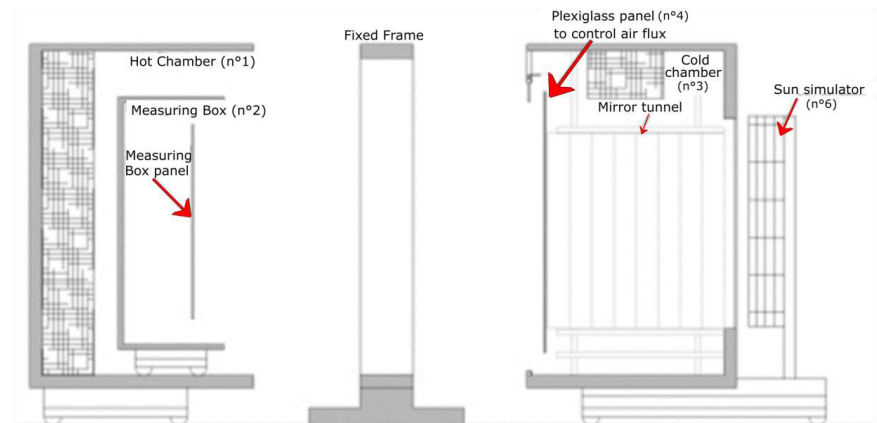 Hot Chamber (n°1)
Measuring Box (n°2)
Measuring
Box panel
Fixed Frame
Plexiglass panel (n°4)
to control air flux
Cold
chamber
(n°3)
Mirror tunnel
Sun simulator
(n°6)